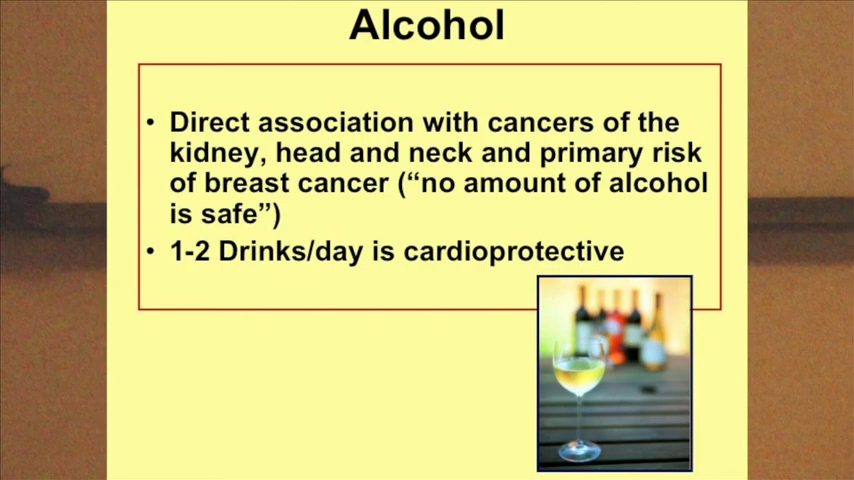 Alcohol
• Direct association with cancers of the
kidney, head and neck and primary risk
of breast cancer (“no amount of alcohol
is safe”)
• 1-2 Drinks/day is cardioprotective